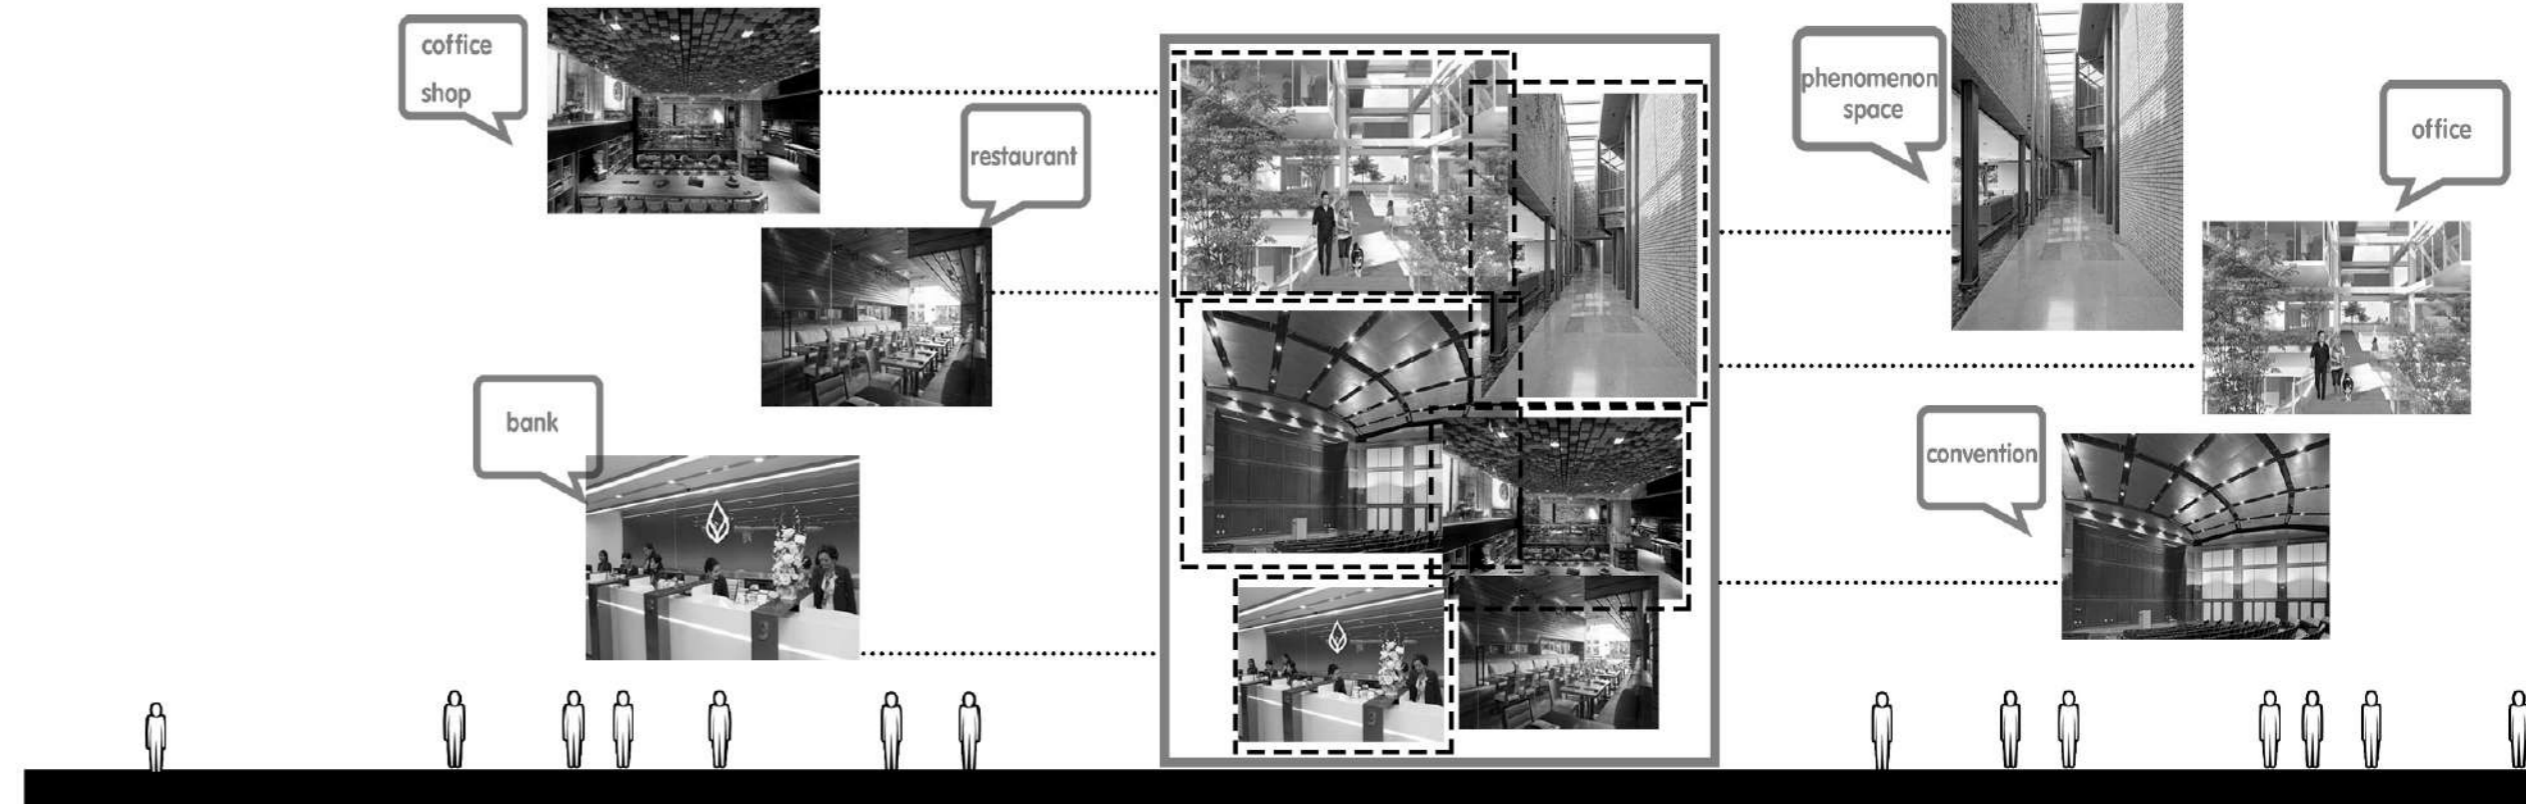 coffice
shop
restaurant
bank
phenomenon
space
office
convention